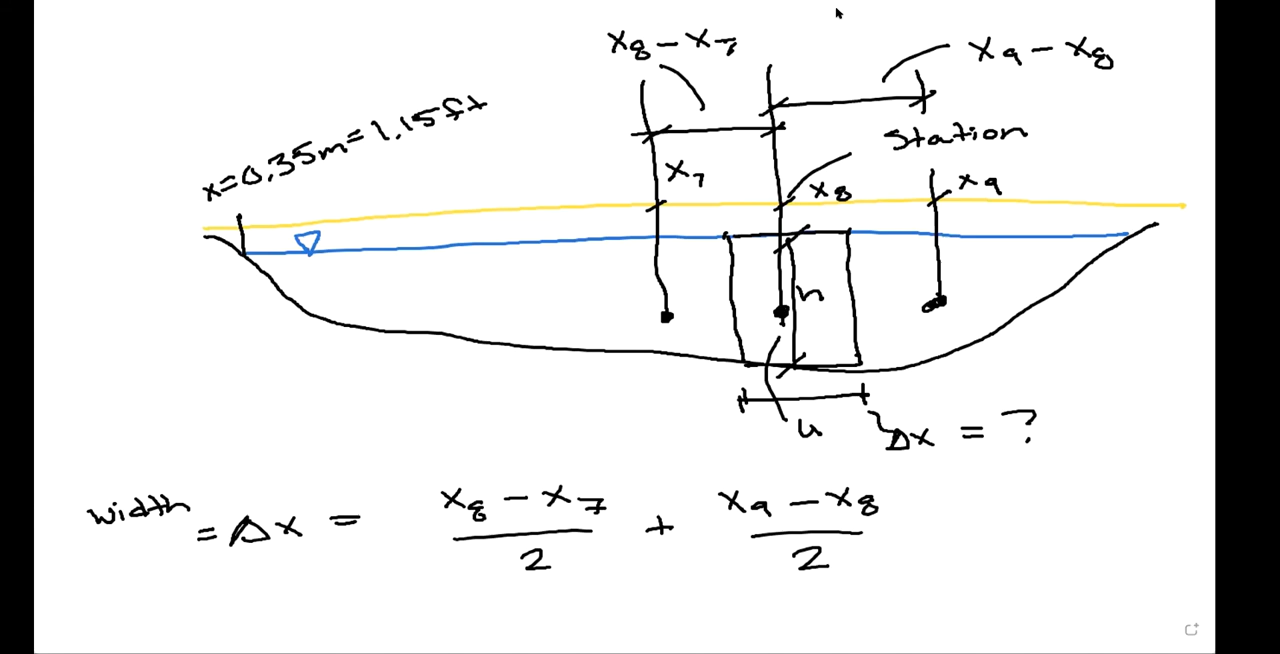 x₈ - x₇
x₉ - x₈
x=0.35m=1.15ft
Station
x₇
x₈
x₉
h
u
Δx = ?
width = Δx = (x₈ - x₇)/2 + (x₉ - x₈)/2